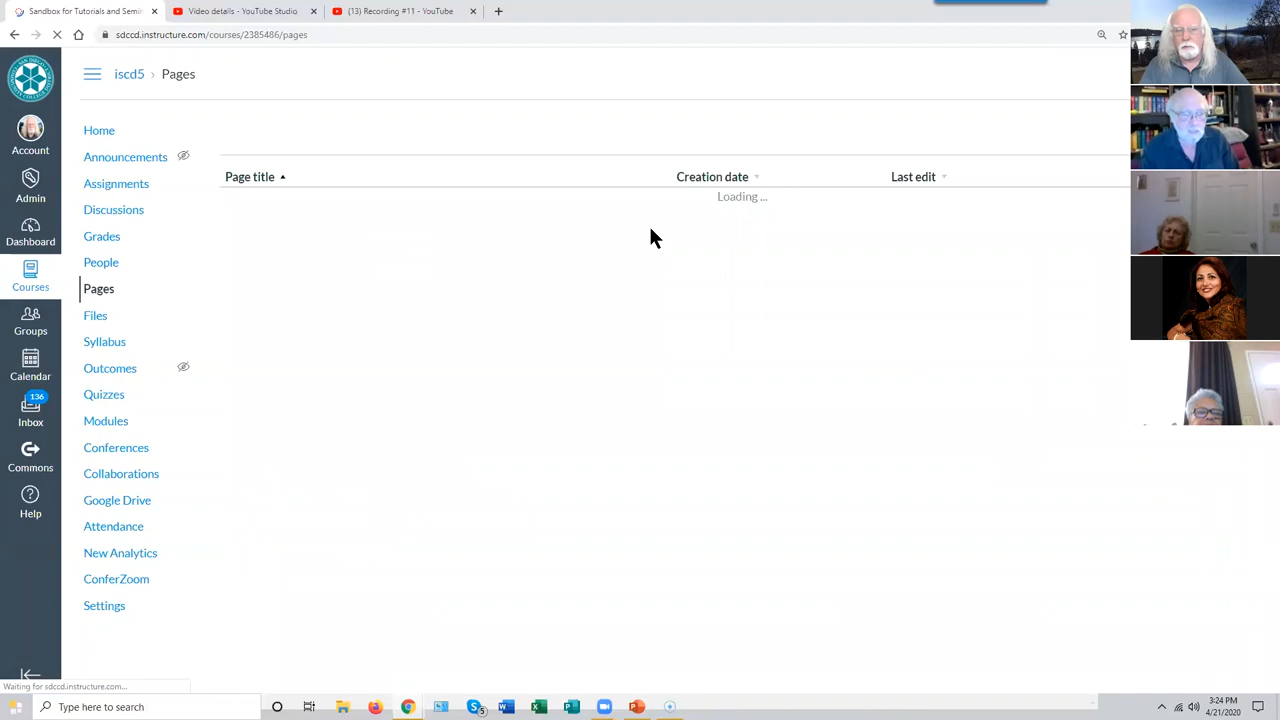 Sandbox for Tutorials and Semin
Video details - YouTube Studio
(13) Recording #11 - YouTube
sdccd.instructure.com/courses/2385486/pages
iscd5 › Pages
Account
Admin
Dashboard
Courses
Groups
Calendar
136
Inbox
Commons
Help
Home
Announcements
Assignments
Discussions
Grades
People
Pages
Files
Syllabus
Outcomes
Quizzes
Modules
Conferences
Collaborations
Google Drive
Attendance
New Analytics
ConferZoom
Settings
Page title Creation date Last edit
Loading ...
Waiting for sdccd.instructure.com...
Type here to search
5
3:24 PM
4/21/2020